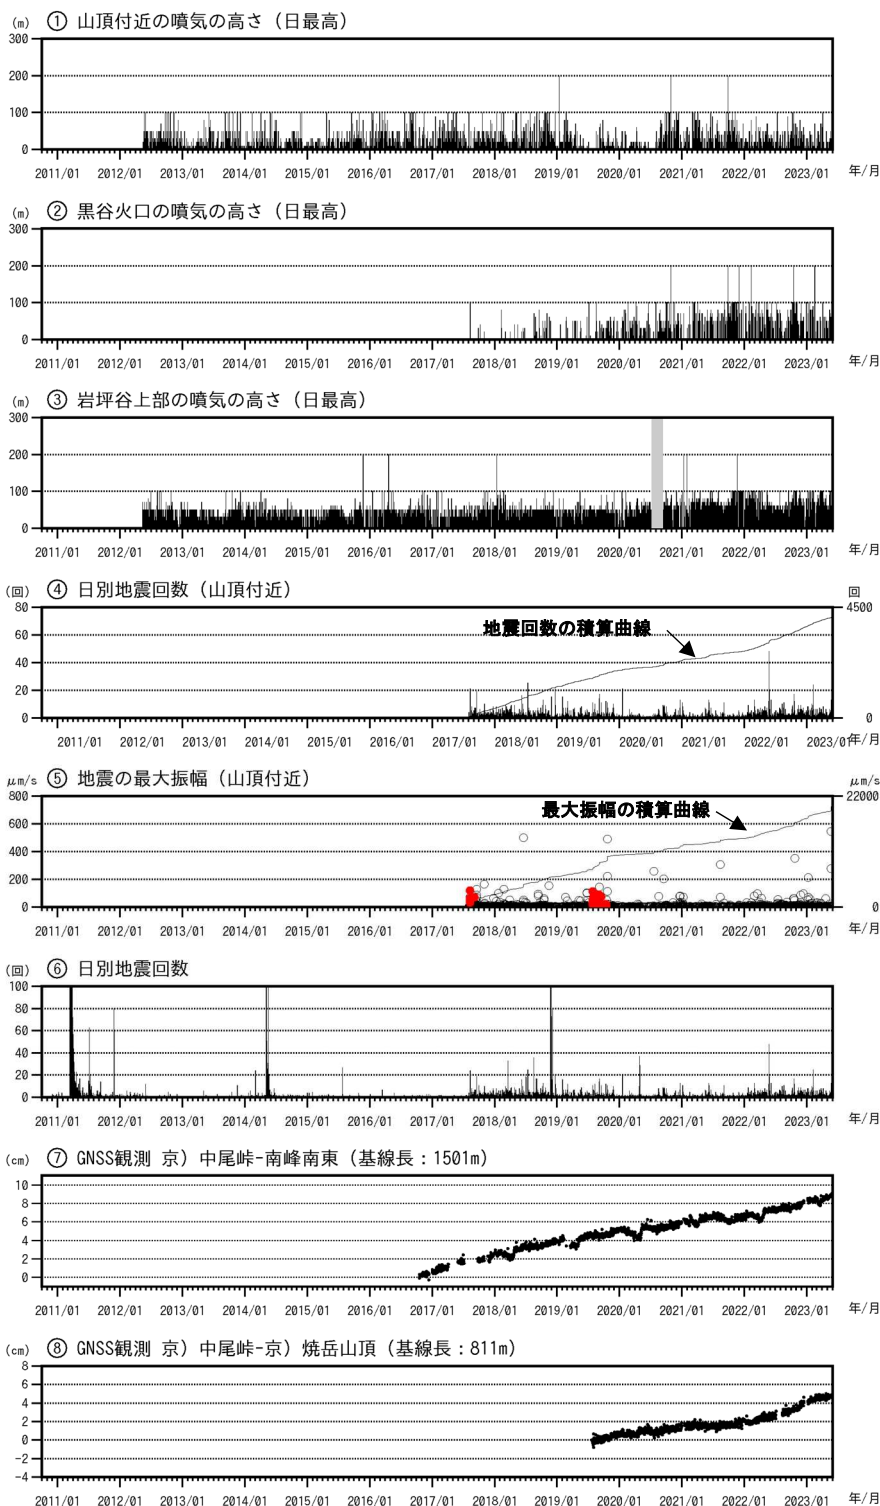 (m) ① 山頂付近の噴気の高さ（日最高）
300
200
100
0
2011/01 2012/01 2013/01 2014/01 2015/01 2016/01 2017/01 2018/01 2019/01 2020/01 2021/01 2022/01 2023/01 年/月
(m) ② 黒谷火口の噴気の高さ（日最高）
300
200
100
0
2011/01 2012/01 2013/01 2014/01 2015/01 2016/01 2017/01 2018/01 2019/01 2020/01 2021/01 2022/01 2023/01 年/月
(m) ③ 岩坪谷上部の噴気の高さ（日最高）
300
200
100
0
2011/01 2012/01 2013/01 2014/01 2015/01 2016/01 2017/01 2018/01 2019/01 2020/01 2021/01 2022/01 2023/01 年/月
(回) ④ 日別地震回数（山頂付近） 回
80 4500
60
地震回数の積算曲線
40
20
0 0
2011/01 2012/01 2013/01 2014/01 2015/01 2016/01 2017/01 2018/01 2019/01 2020/01 2021/01 2022/01 2023/01 年/月
μm/s ⑤ 地震の最大振幅（山頂付近） μm/s
800 22000
最大振幅の積算曲線
600
400
200
0 0
2011/01 2012/01 2013/01 2014/01 2015/01 2016/01 2017/01 2018/01 2019/01 2020/01 2021/01 2022/01 2023/01 年/月
(回) ⑥ 日別地震回数
100
80
60
40
20
0
2011/01 2012/01 2013/01 2014/01 2015/01 2016/01 2017/01 2018/01 2019/01 2020/01 2021/01 2022/01 2023/01 年/月
(cm) ⑦ GNSS観測 京）中尾峠-南峰南東（基線長：1501m）
10
8
6
4
2
0
2011/01 2012/01 2013/01 2014/01 2015/01 2016/01 2017/01 2018/01 2019/01 2020/01 2021/01 2022/01 2023/01 年/月
(cm) ⑧ GNSS観測 京）中尾峠-京）焼岳山頂（基線長：811m）
8
6
4
2
0
-2
-4
2011/01 2012/01 2013/01 2014/01 2015/01 2016/01 2017/01 2018/01 2019/01 2020/01 2021/01 2022/01 2023/01 年/月